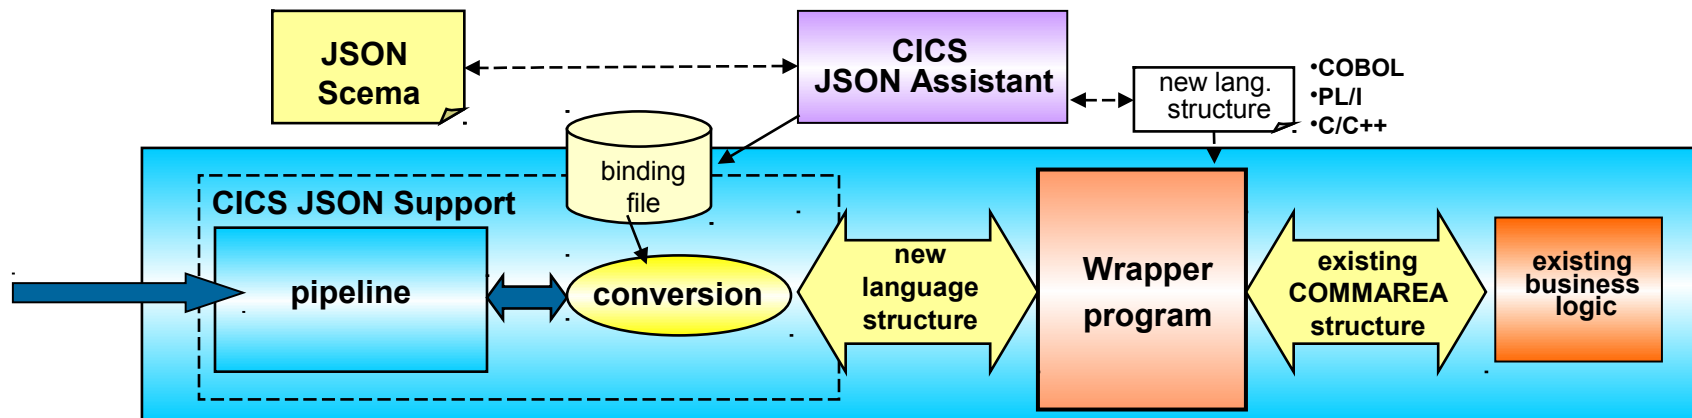 JSON
Scema
CICS
JSON Assistant
new lang.
structure
•COBOL
•PL/I
•C/C++
binding
file
CICS JSON Support
pipeline
conversion
new
language
structure
Wrapper
program
existing
COMMAREA
structure
existing
business
logic